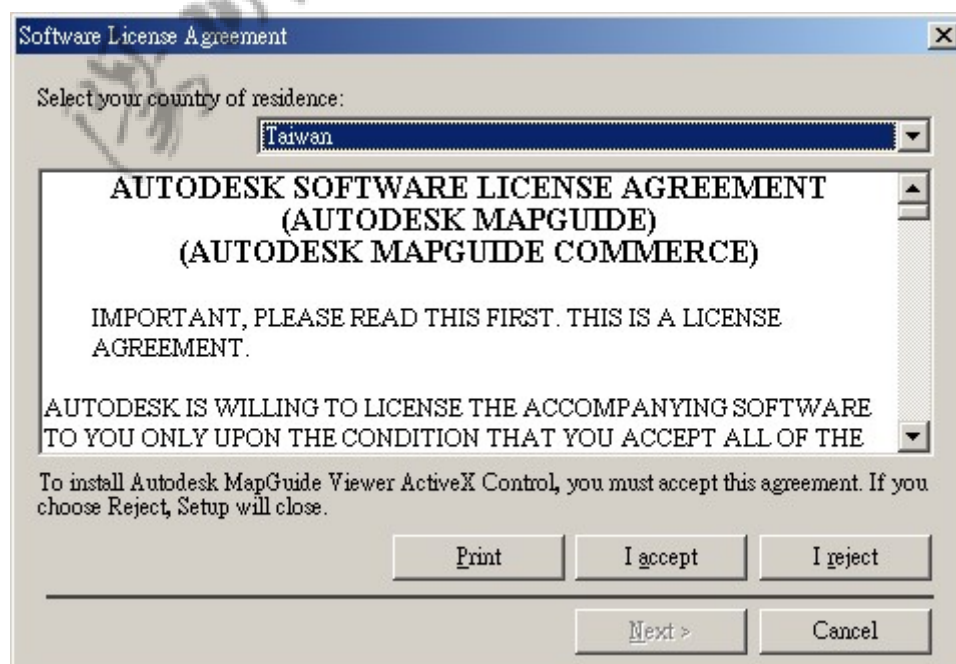 Software License Agreement
Select your country of residence:
Taiwan
AUTODESK SOFTWARE LICENSE AGREEMENT
(AUTODESK MAPGUIDE)
(AUTODESK MAPGUIDE COMMERCE)
IMPORTANT, PLEASE READ THIS FIRST. THIS IS A LICENSE
AGREEMENT.
AUTODESK IS WILLING TO LICENSE THE ACCOMPANYING SOFTWARE
TO YOU ONLY UPON THE CONDITION THAT YOU ACCEPT ALL OF THE
To install Autodesk MapGuide Viewer ActiveX Control, you must accept this agreement. If you
choose Reject, Setup will close.
Print
I accept
I reject
Next >
Cancel